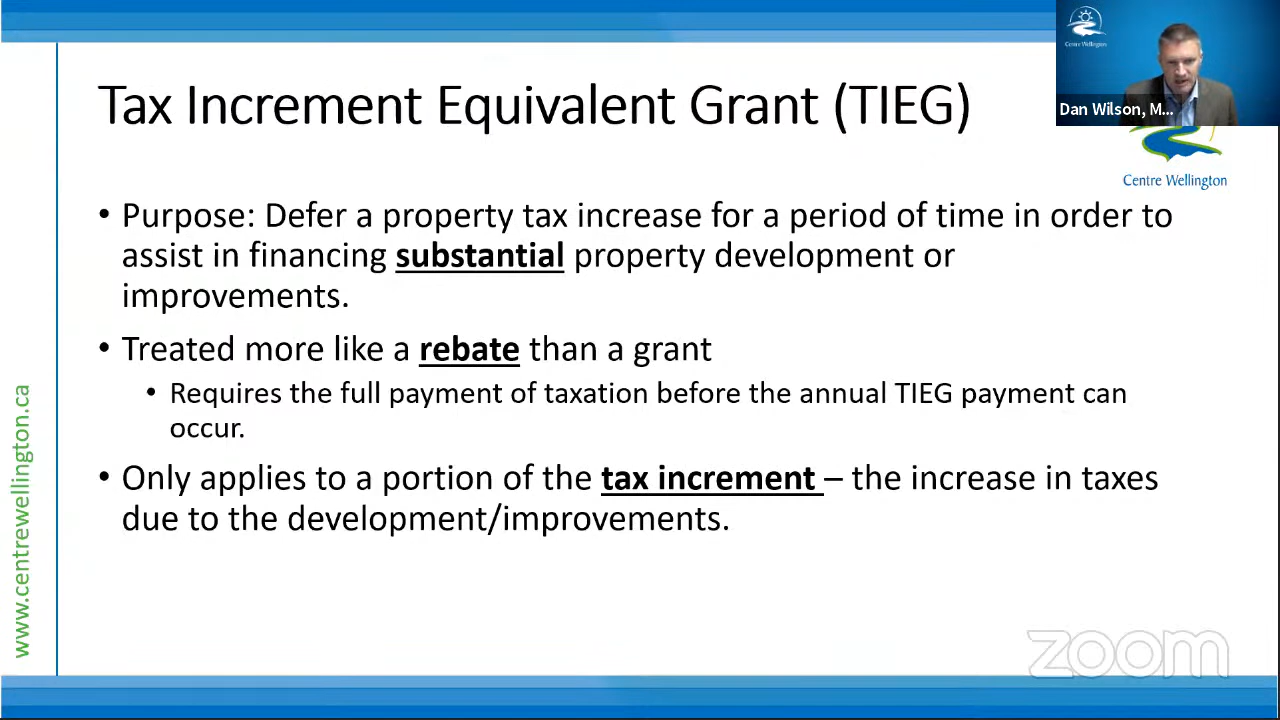 Tax Increment Equivalent Grant (TIEG)
Centre Wellington
Dan Wilson, M...
Centre Wellington
• Purpose: Defer a property tax increase for a period of time in order to
assist in financing substantial property development or
improvements.
• Treated more like a rebate than a grant
• Requires the full payment of taxation before the annual TIEG payment can
occur.
• Only applies to a portion of the tax increment – the increase in taxes
due to the development/improvements.
www.centrewellington.ca
zoom